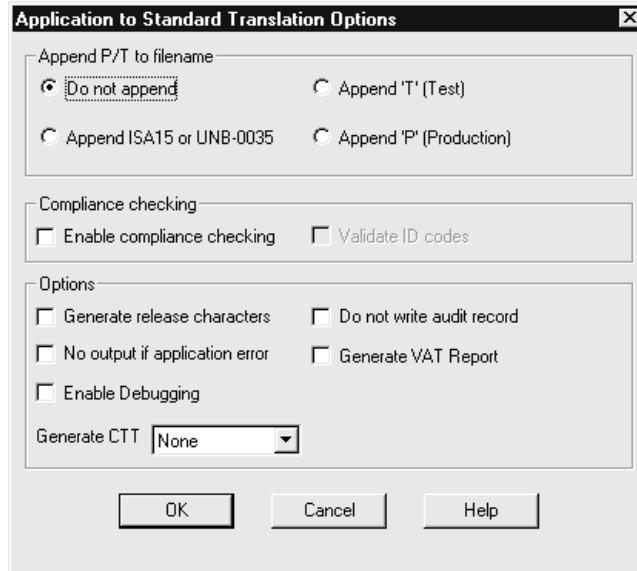 Application to Standard Translation Options
Append P/T to filename
Do not append
Append 'T' (Test)
Append ISA15 or UNB-0035
Append 'P' (Production)
Compliance checking
Enable compliance checking
Validate ID codes
Options
Generate release characters
Do not write audit record
No output if application error
Generate VAT Report
Enable Debugging
Generate CTT
None
OK
Cancel
Help